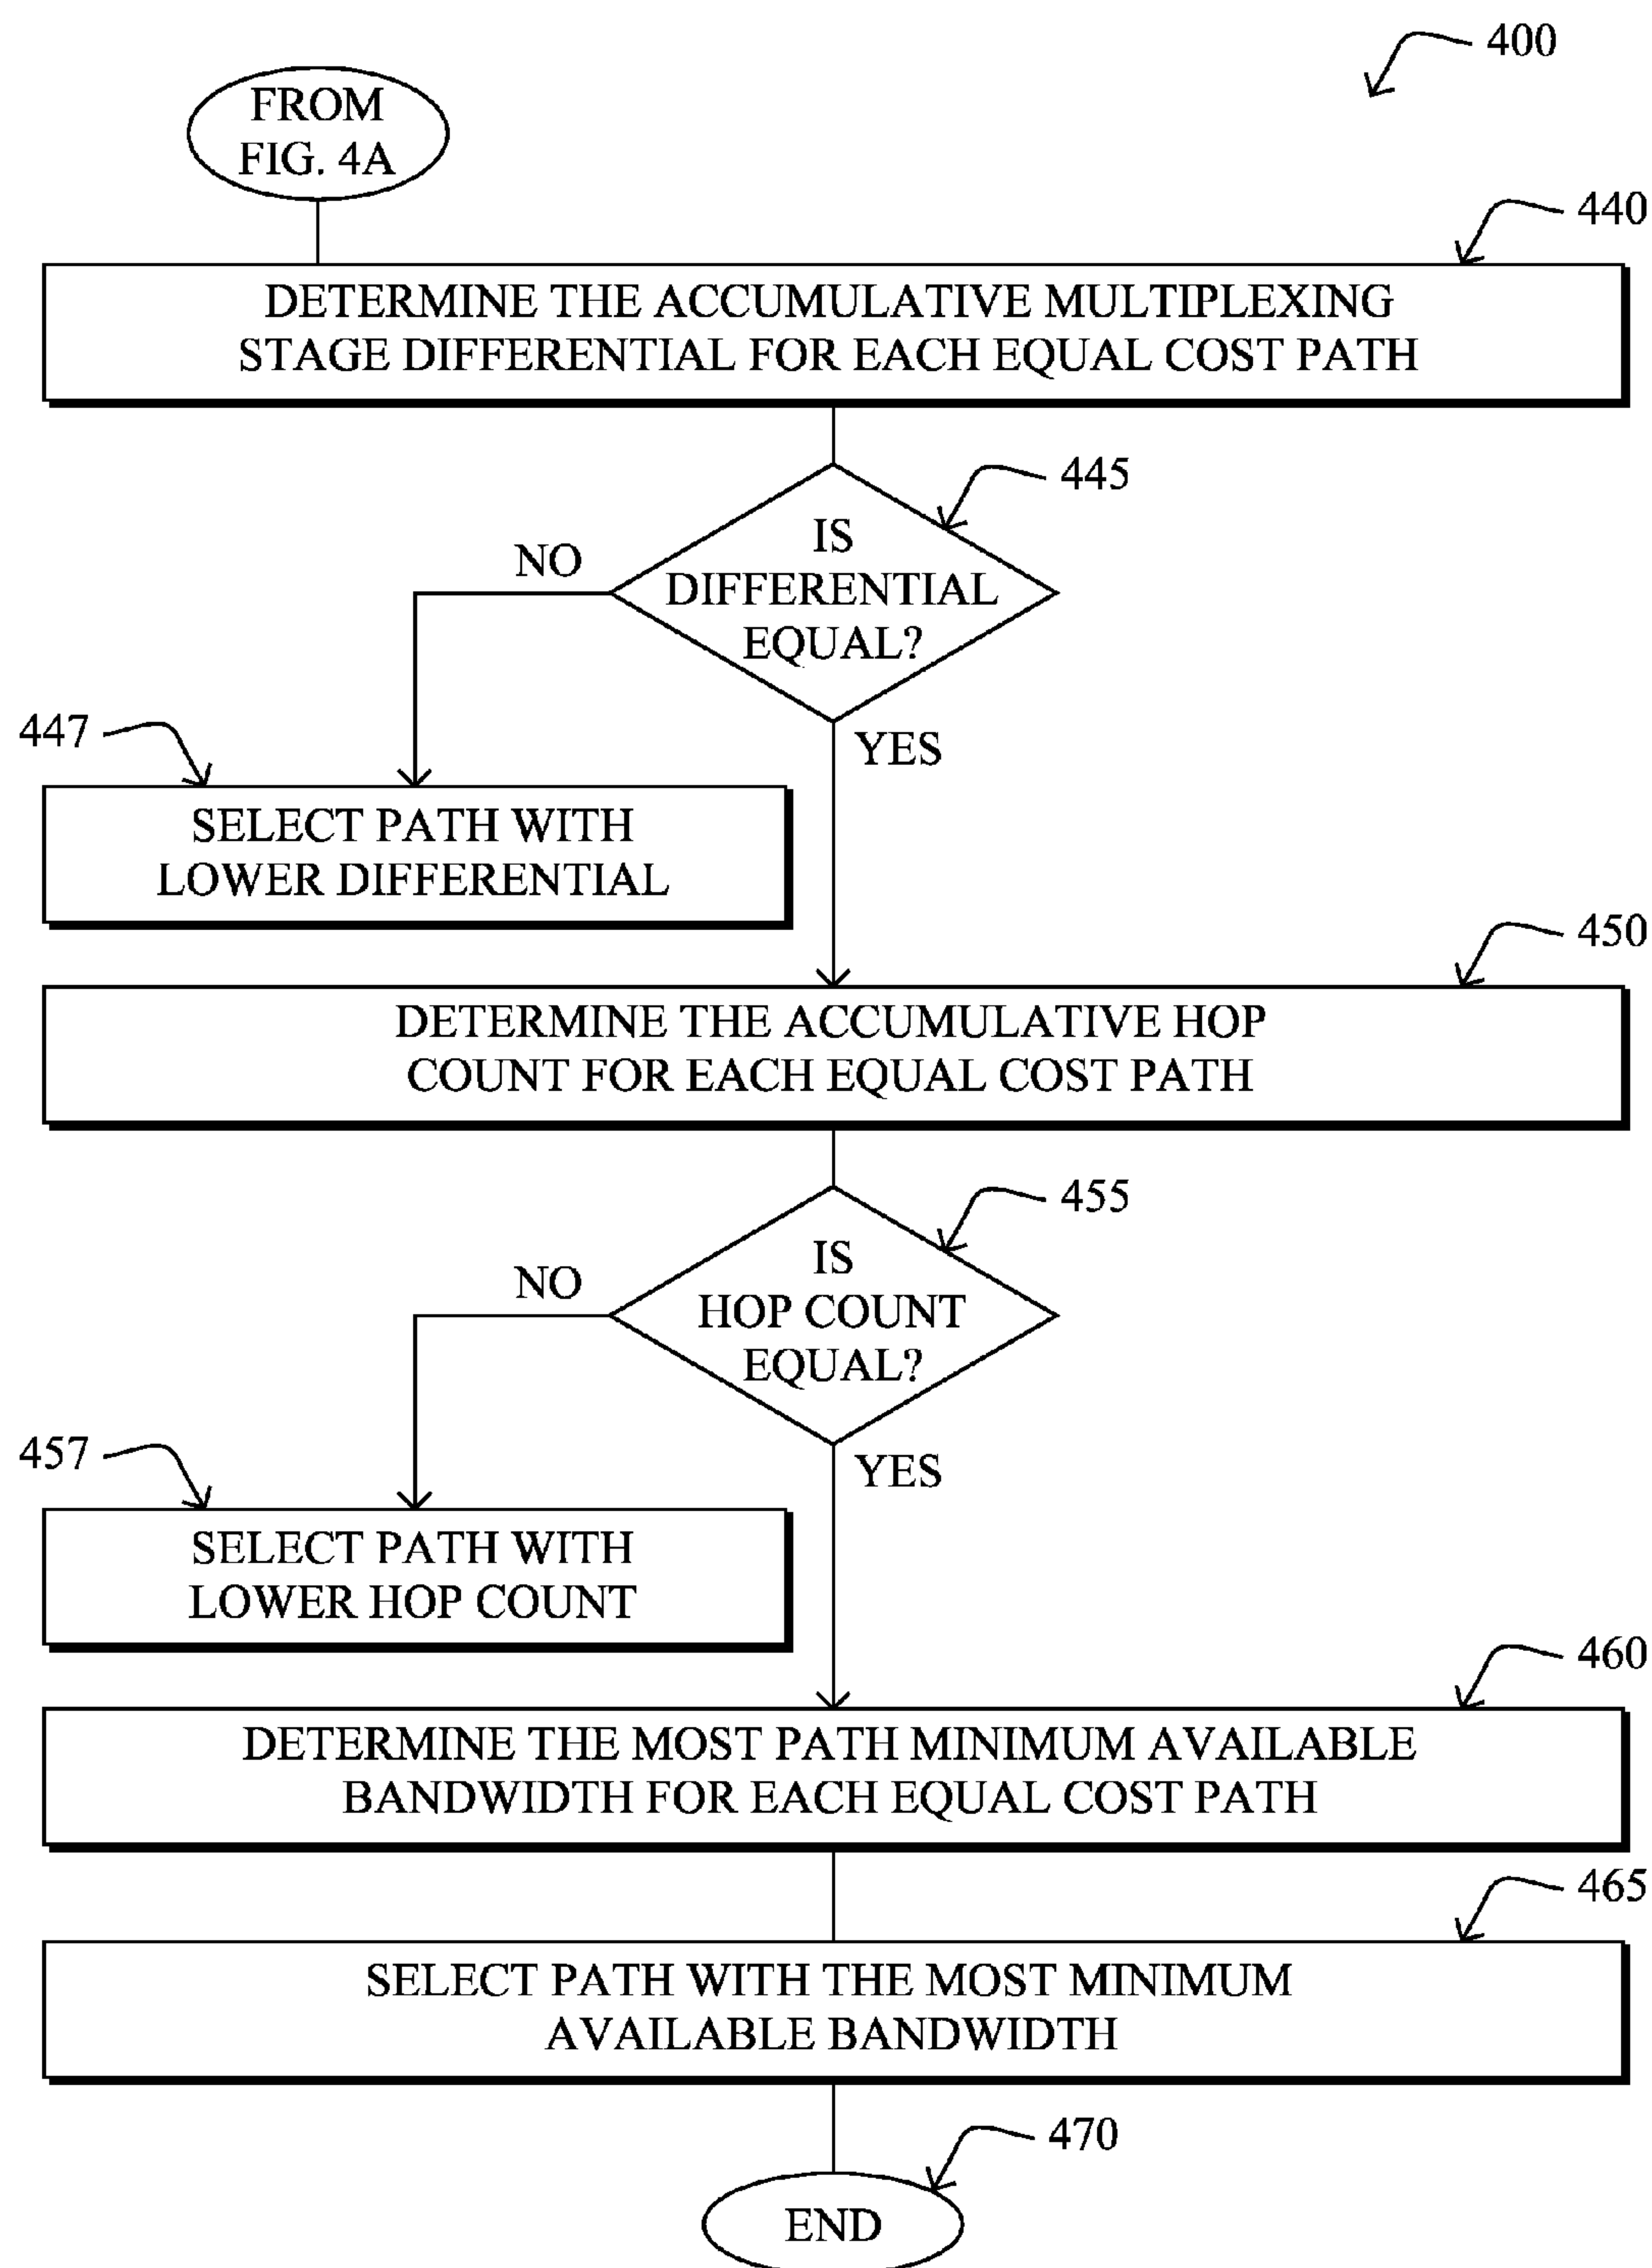 400
FROM
FIG. 4A
440
DETERMINE THE ACCUMULATIVE MULTIPLEXING
STAGE DIFFERENTIAL FOR EACH EQUAL COST PATH
445
IS
DIFFERENTIAL
EQUAL?
NO
YES
447
SELECT PATH WITH
LOWER DIFFERENTIAL
450
DETERMINE THE ACCUMULATIVE HOP
COUNT FOR EACH EQUAL COST PATH
455
IS
HOP COUNT
EQUAL?
NO
YES
457
SELECT PATH WITH
LOWER HOP COUNT
460
DETERMINE THE MOST PATH MINIMUM AVAILABLE
BANDWIDTH FOR EACH EQUAL COST PATH
465
SELECT PATH WITH THE MOST MINIMUM
AVAILABLE BANDWIDTH
470
END